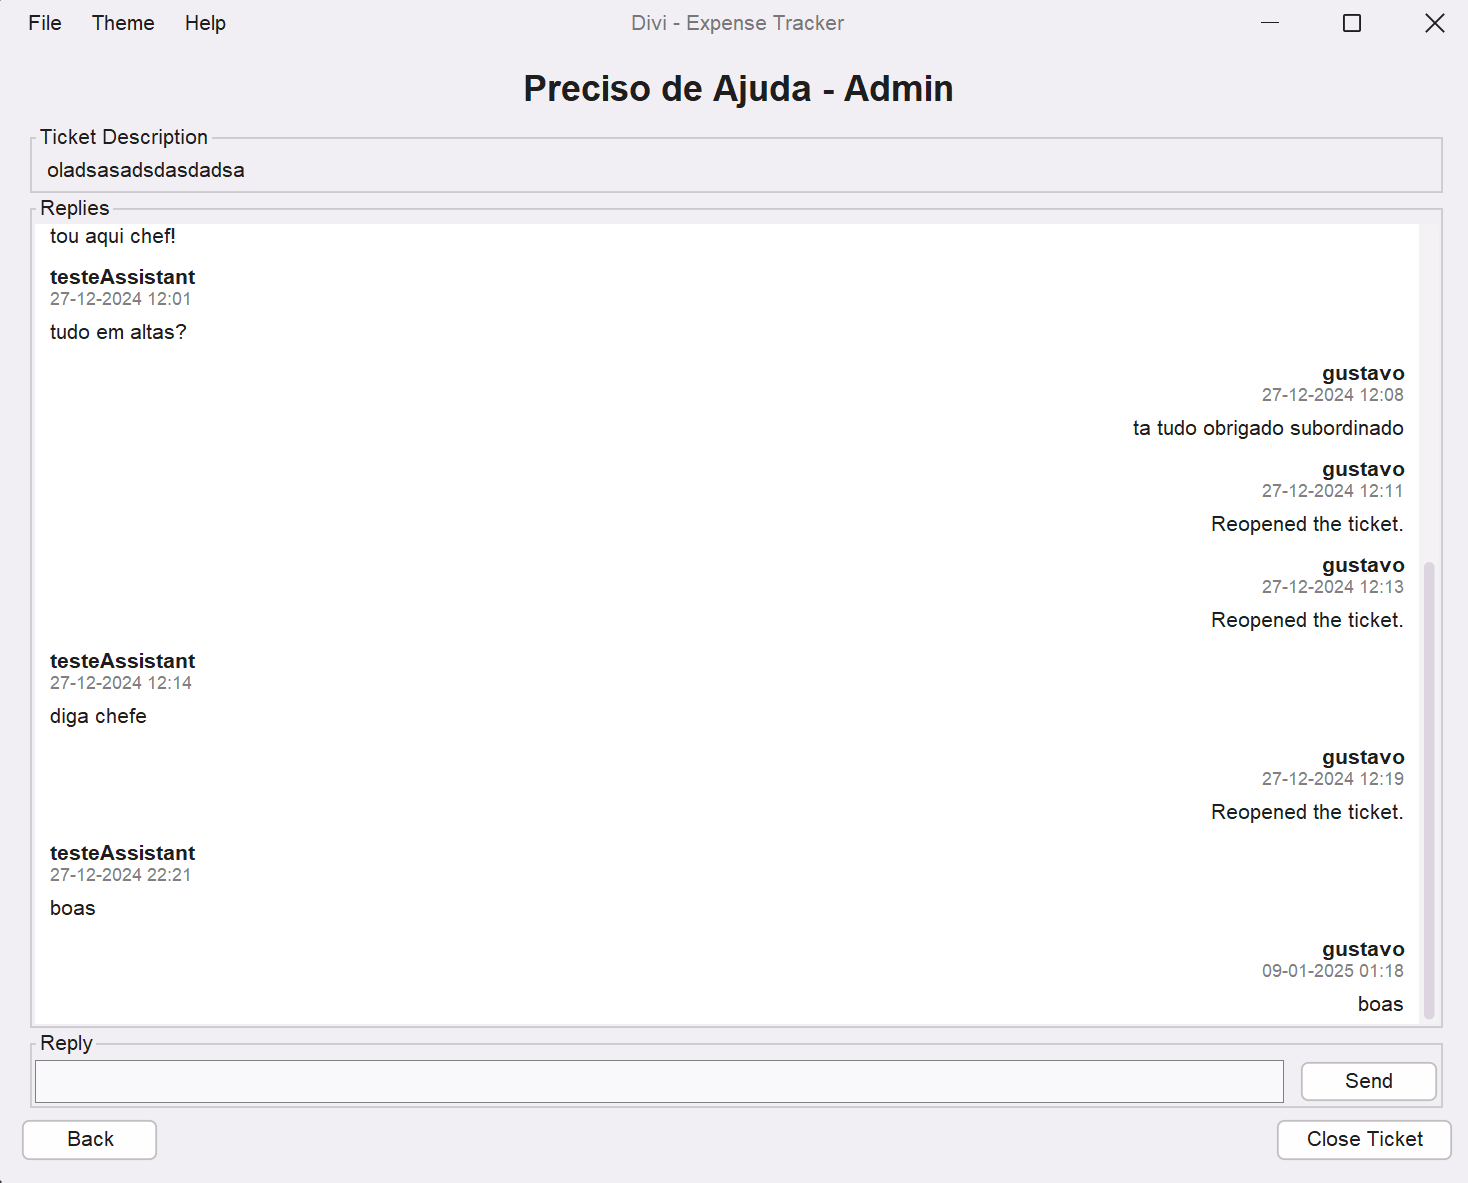 File Theme Help Divi - Expense Tracker
Preciso de Ajuda - Admin
Ticket Description
oladsasadsdasdadsa
Replies
tou aqui chef!
testeAssistant
27-12-2024 12:01
tudo em altas?
gustavo
27-12-2024 12:08
ta tudo obrigado subordinado
gustavo
27-12-2024 12:11
Reopened the ticket.
gustavo
27-12-2024 12:13
Reopened the ticket.
testeAssistant
27-12-2024 12:14
diga chefe
gustavo
27-12-2024 12:19
Reopened the ticket.
testeAssistant
27-12-2024 22:21
boas
gustavo
09-01-2025 01:18
boas
Reply
Send
Back Close Ticket